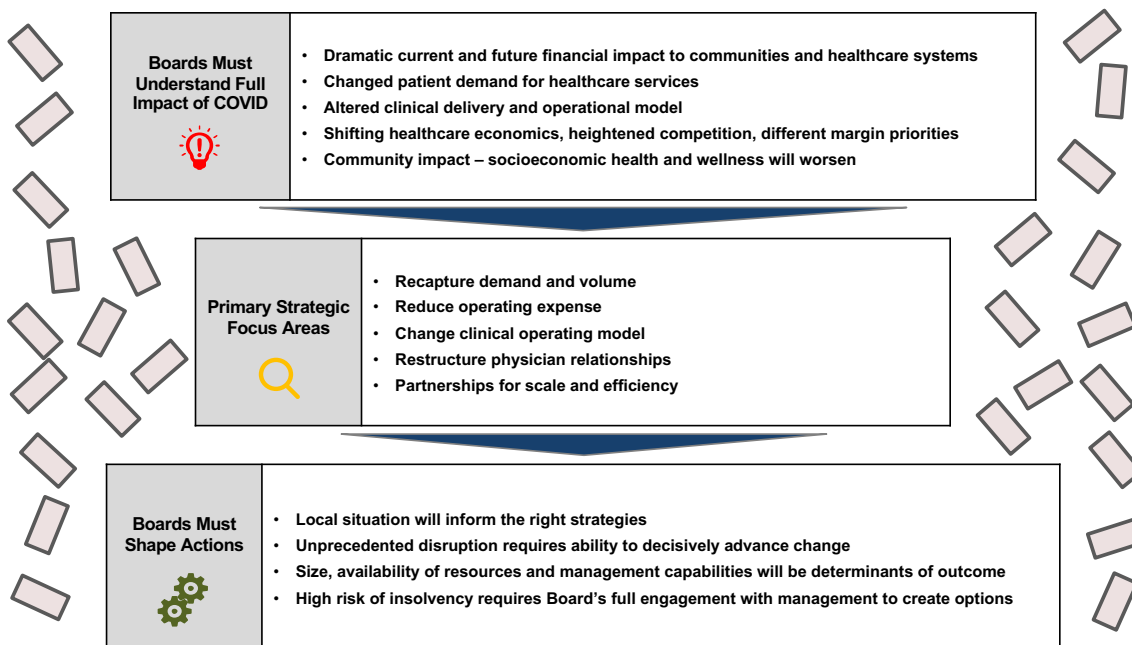 Boards Must
Understand Full
Impact of COVID
• Dramatic current and future financial impact to communities and healthcare systems
• Changed patient demand for healthcare services
• Altered clinical delivery and operational model
• Shifting healthcare economics, heightened competition, different margin priorities
• Community impact – socioeconomic health and wellness will worsen
Primary Strategic
Focus Areas
• Recapture demand and volume
• Reduce operating expense
• Change clinical operating model
• Restructure physician relationships
• Partnerships for scale and efficiency
Boards Must
Shape Actions
• Local situation will inform the right strategies
• Unprecedented disruption requires ability to decisively advance change
• Size, availability of resources and management capabilities will be determinants of outcome
• High risk of insolvency requires Board's full engagement with management to create options